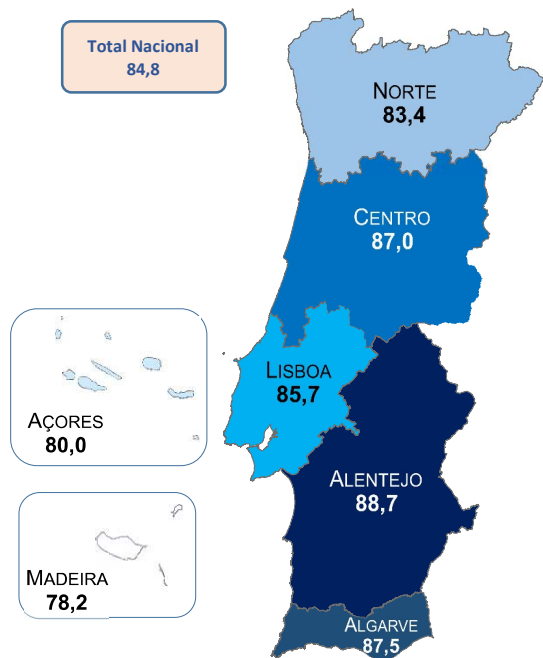 Total Nacional
84,8
NORTE
83,4
CENTRO
87,0
LISBOA
85,7
AÇORES
80,0
ALENTEJO
88,7
MADEIRA
78,2
ALGARVE
87,5